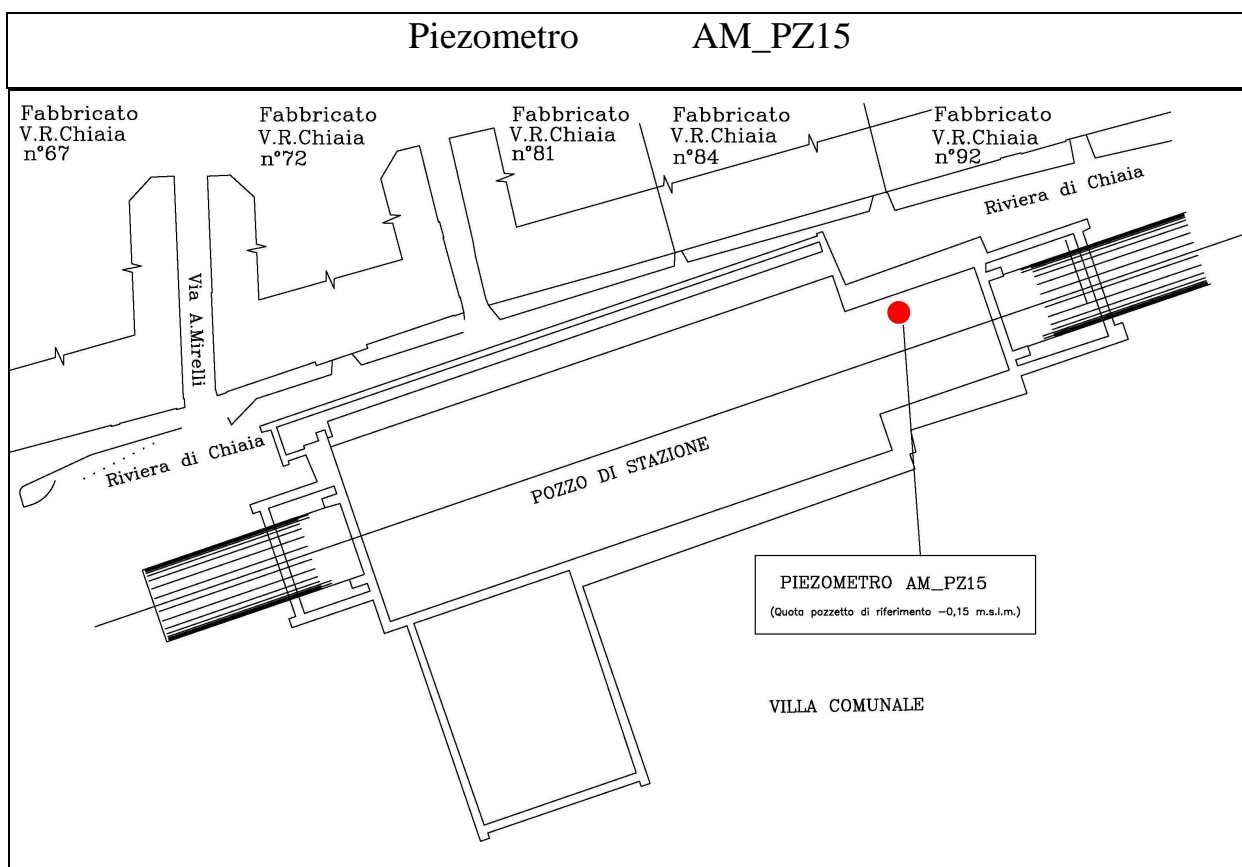 Piezometro AM_PZ15
Fabbricato
V.R.Chiaia
n°67
Fabbricato
V.R.Chiaia
n°72
Fabbricato
V.R.Chiaia
n°81
Fabbricato
V.R.Chiaia
n°84
Fabbricato
V.R.Chiaia
n°92
Riviera di Chiaia
Via A.Mirelli
Riviera di Chiaia
POZZO DI STAZIONE
PIEZOMETRO AM_PZ15
(Quota pozzetto di riferimento -0,15 m.s.l.m.)
VILLA COMUNALE